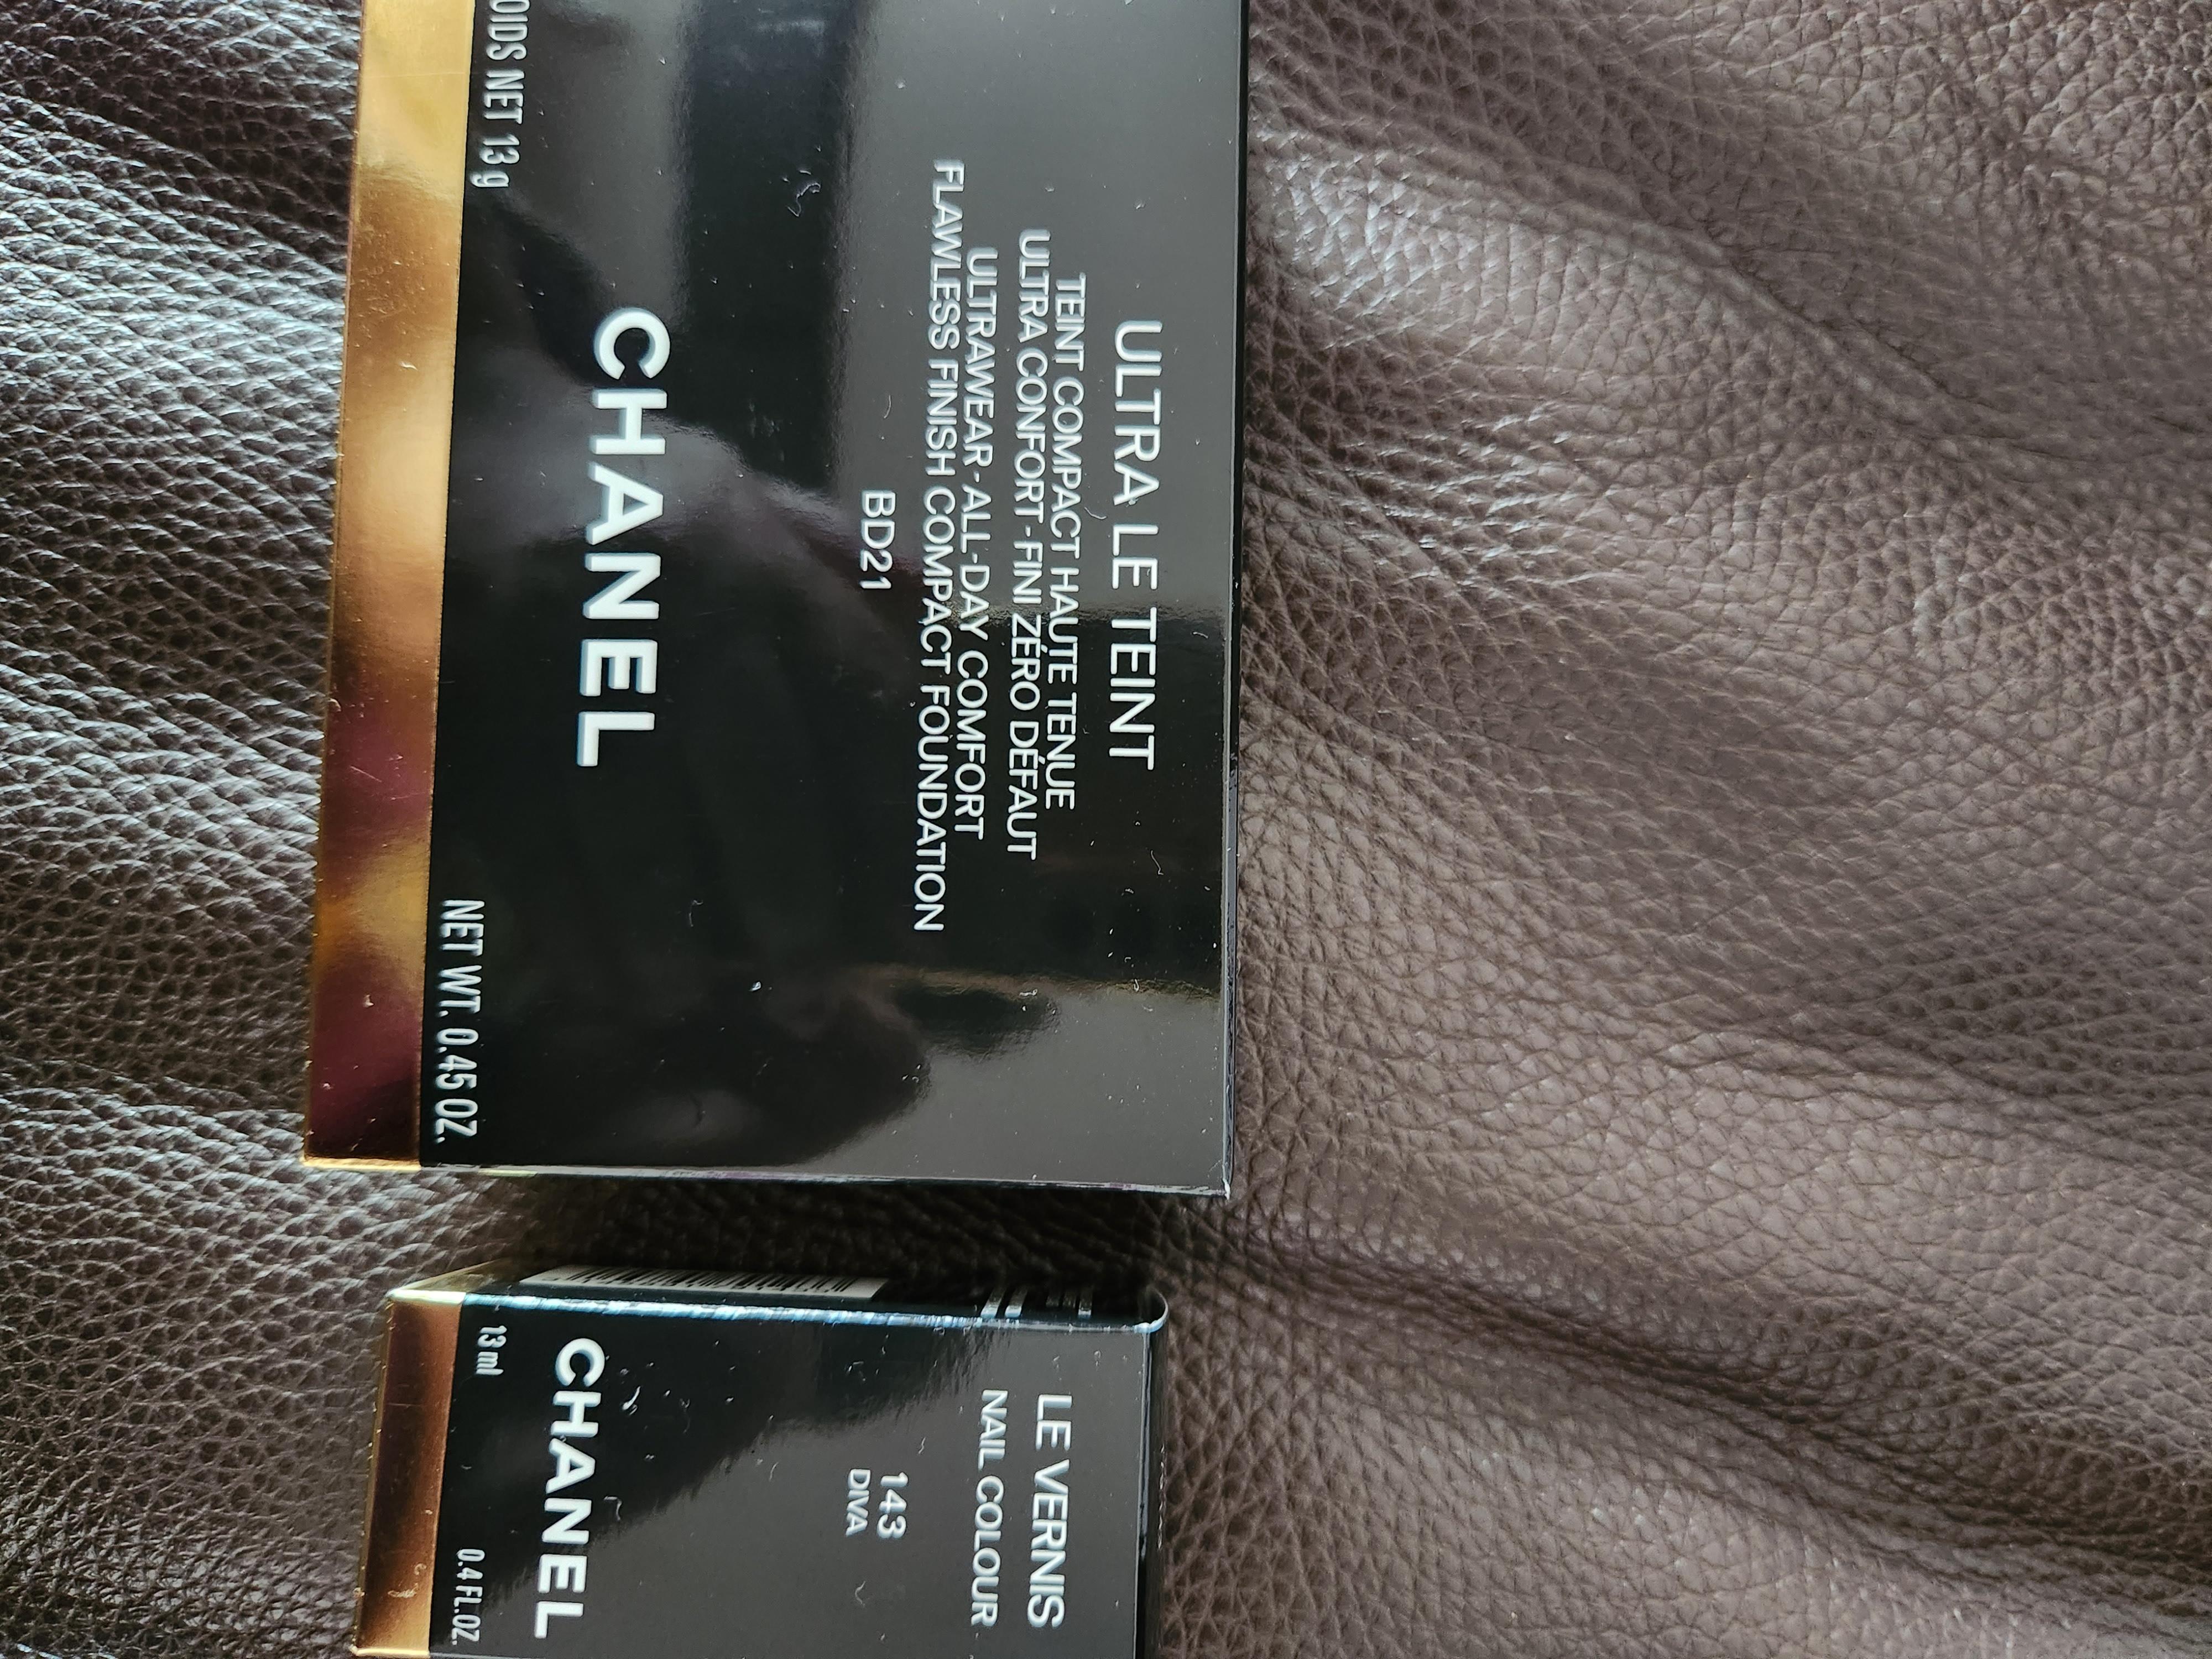 ULTRA LE TEINT
TEINT COMPACT HAUTE TENUE
ULTRA CONFORT - FINI ZÉRO DÉFAUT
ULTRAWEAR - ALL-DAY COMFORT
FLAWLESS FINISH COMPACT FOUNDATION
BD21
CHANEL
NET 13 g
NET WT. 0.45 OZ.
LE VERNIS
NAIL COLOUR
143
DIVA
CHANEL
13 ml
0.4 FL.OZ.